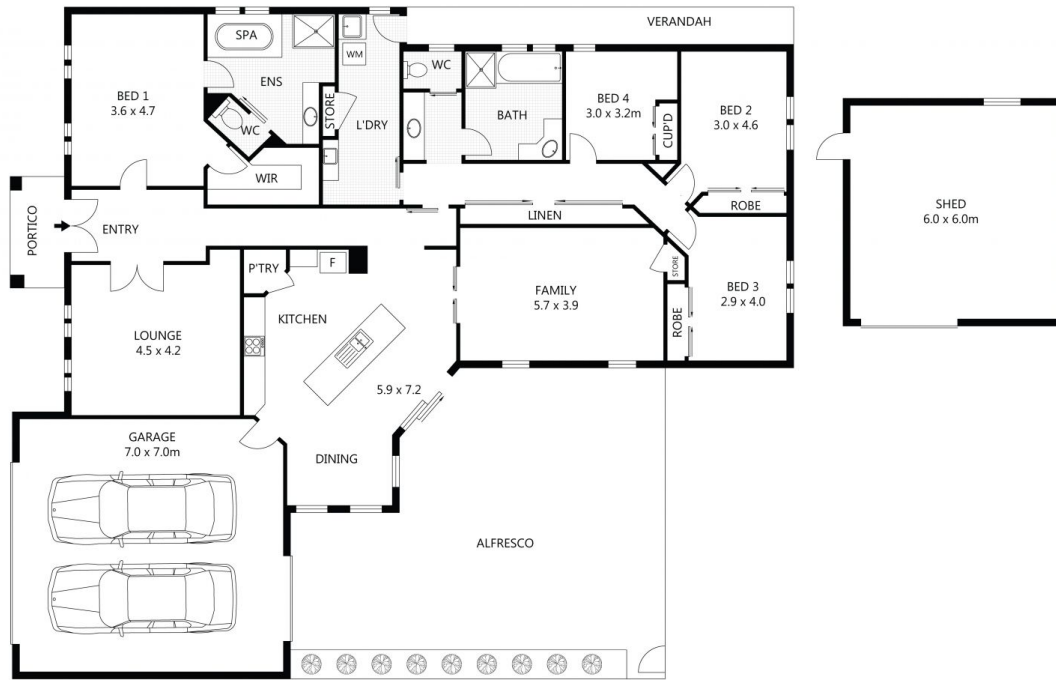 VERANDAH
SPA
ENS
WC
WIR
BED 1
3.6 x 4.7
WM
STORE
L'DRY
WC
BATH
BED 4
3.0 x 3.2m
CUP'D
BED 2
3.0 x 4.6
ROBE
LINEN
PORTICO
ENTRY
P'TRY
F
KITCHEN
LOUNGE
4.5 x 4.2
FAMILY
5.7 x 3.9
STORE
ROBE
BED 3
2.9 x 4.0
5.9 x 7.2
DINING
GARAGE
7.0 x 7.0m
ALFRESCO
SHED
6.0 x 6.0m